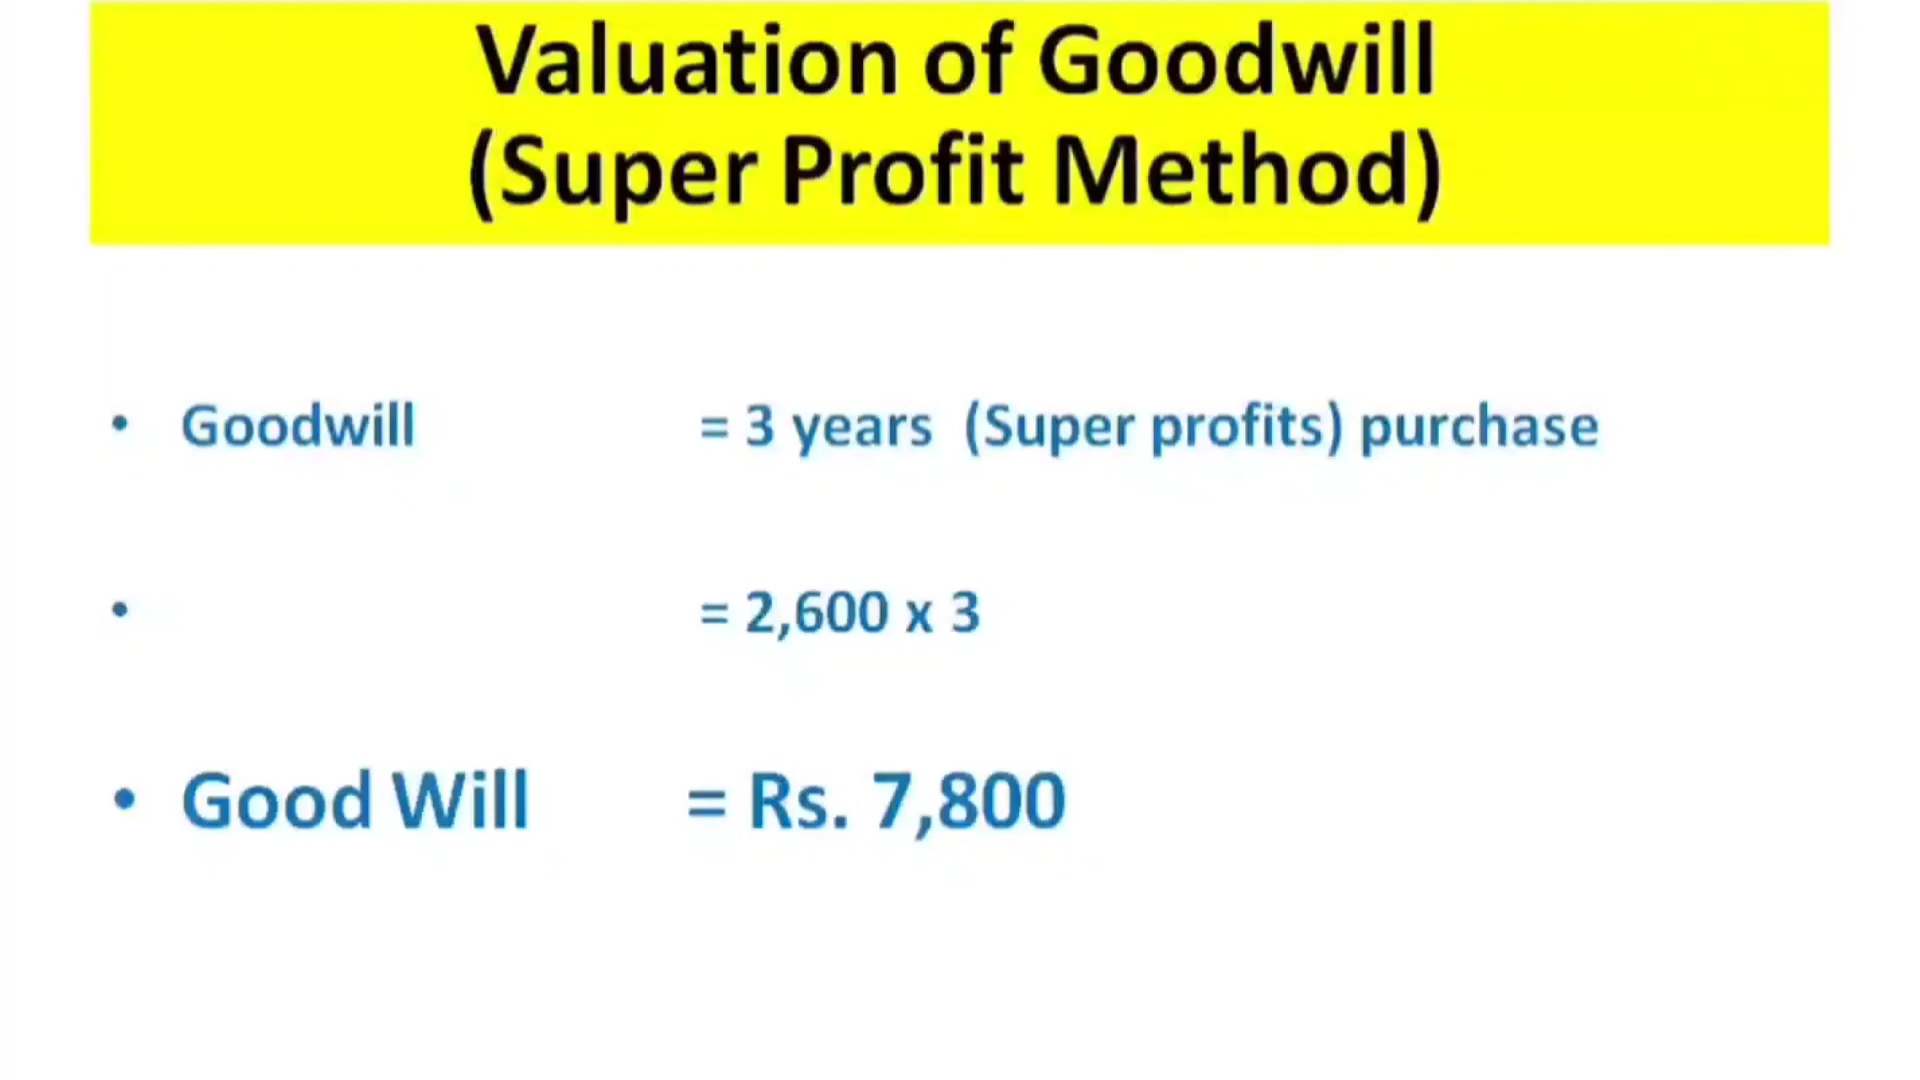 Valuation of Goodwill
(Super Profit Method)
• Goodwill = 3 years (Super profits) purchase
• = 2,600 x 3
• Good Will = Rs. 7,800